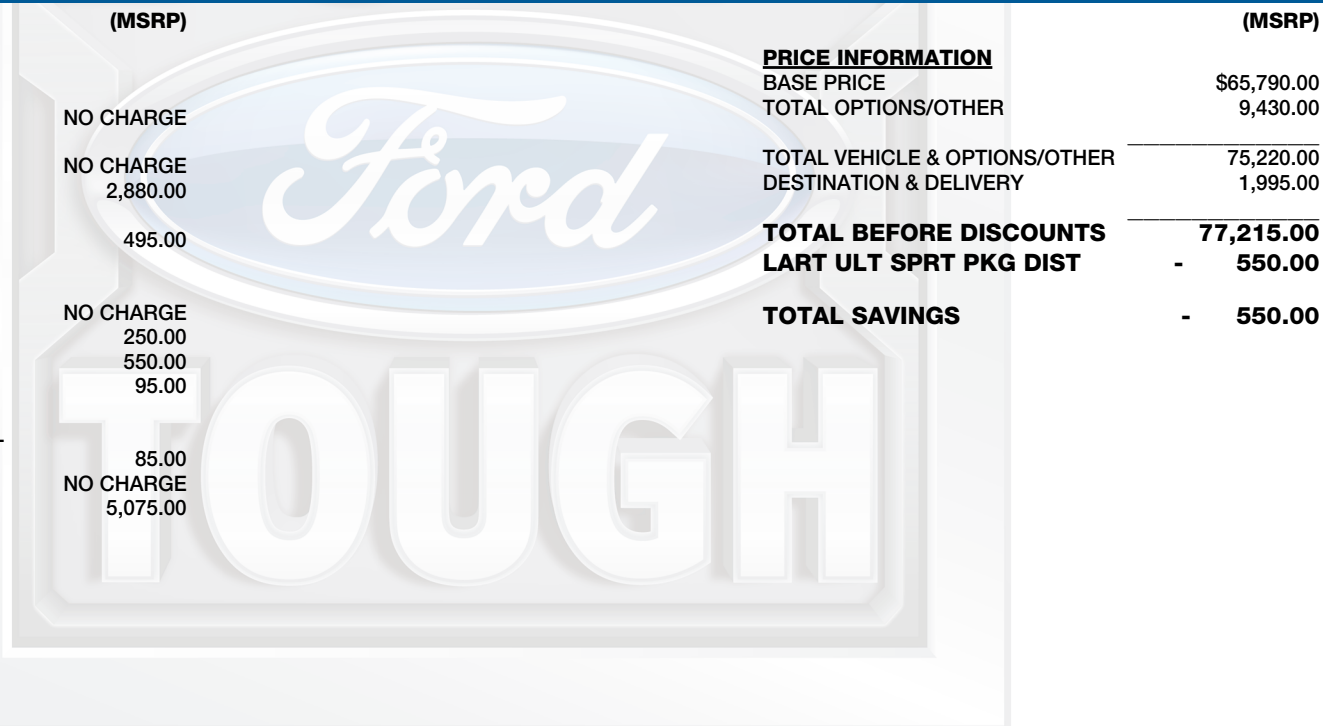 (MSRP)
NO CHARGE
NO CHARGE
2,880.00
495.00
NO CHARGE
250.00
550.00
95.00
85.00
NO CHARGE
5,075.00
(MSRP)
PRICE INFORMATION
BASE PRICE $65,790.00
TOTAL OPTIONS/OTHER 9,430.00
TOTAL VEHICLE & OPTIONS/OTHER 75,220.00
DESTINATION & DELIVERY 1,995.00
TOTAL BEFORE DISCOUNTS 77,215.00
LART ULT SPRT PKG DIST - 550.00
TOTAL SAVINGS - 550.00
Ford
TOUGH